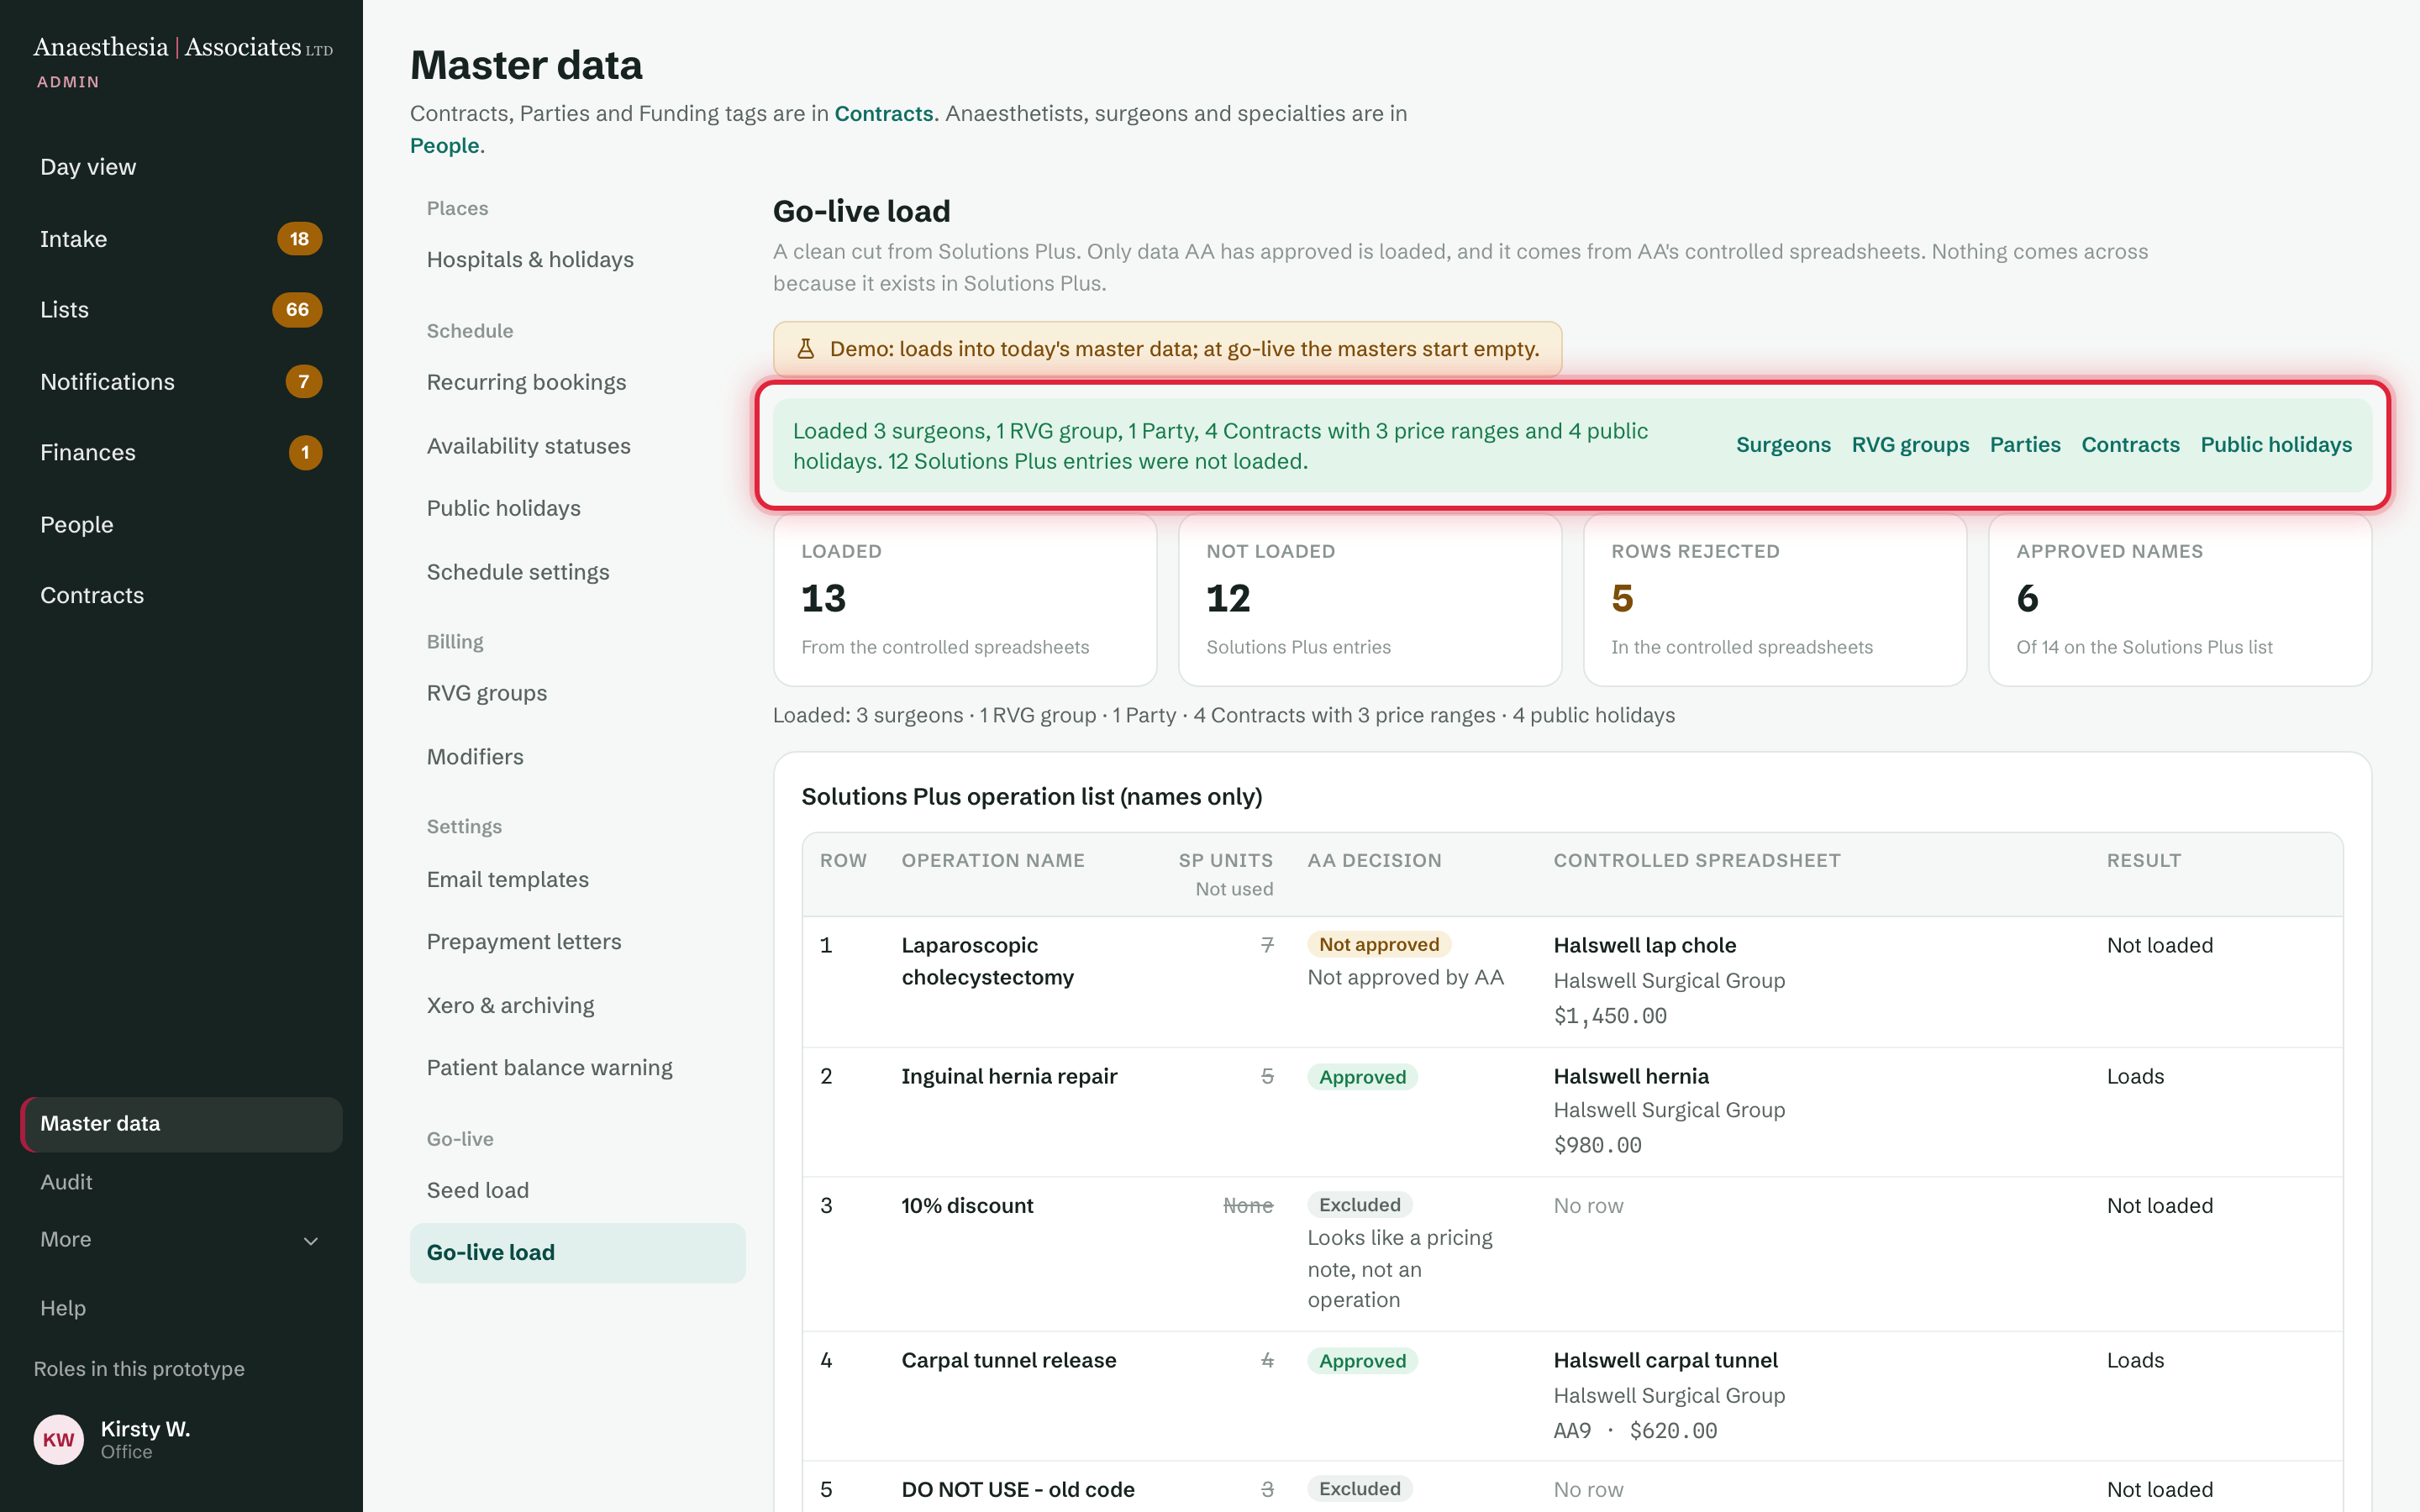 Anaesthesia | Associates LTD
ADMIN
Day view
Intake 18
Lists 66
Notifications 7
Finances 1
People
Contracts
Master data
Audit
More
Help
Roles in this prototype
KW
Kirsty W.
Office
Master data
Contracts, Parties and Funding tags are in Contracts. Anaesthetists, surgeons and specialties are in
People.
Places
Hospitals & holidays
Schedule
Recurring bookings
Availability statuses
Public holidays
Schedule settings
Billing
RVG groups
Modifiers
Settings
Email templates
Prepayment letters
Xero & archiving
Patient balance warning
Go-live
Seed load
Go-live load
Go-live load
A clean cut from Solutions Plus. Only data AA has approved is loaded, and it comes from AA's controlled spreadsheets. Nothing comes across
because it exists in Solutions Plus.
Demo: loads into today's master data; at go-live the masters start empty.
Loaded 3 surgeons, 1 RVG group, 1 Party, 4 Contracts with 3 price ranges and 4 public
holidays. 12 Solutions Plus entries were not loaded.
Surgeons RVG groups Parties Contracts Public holidays
LOADED
13
From the controlled spreadsheets
NOT LOADED
12
Solutions Plus entries
ROWS REJECTED
5
In the controlled spreadsheets
APPROVED NAMES
6
Of 14 on the Solutions Plus list
Loaded: 3 surgeons · 1 RVG group · 1 Party · 4 Contracts with 3 price ranges · 4 public holidays
Solutions Plus operation list (names only)
ROW OPERATION NAME SP UNITS AA DECISION CONTROLLED SPREADSHEET RESULT
Not used
1 Laparoscopic 7 Not approved Halswell lap chole Not loaded
cholecystectomy Not approved by AA Halswell Surgical Group
$1,450.00
2 Inguinal hernia repair 5 Approved Halswell hernia Loads
Halswell Surgical Group
$980.00
3 10% discount None Excluded No row Not loaded
Looks like a pricing
note, not an
operation
4 Carpal tunnel release 4 Approved Halswell carpal tunnel Loads
Halswell Surgical Group
AA9 · $620.00
5 DO NOT USE - old code 3 Excluded No row Not loaded